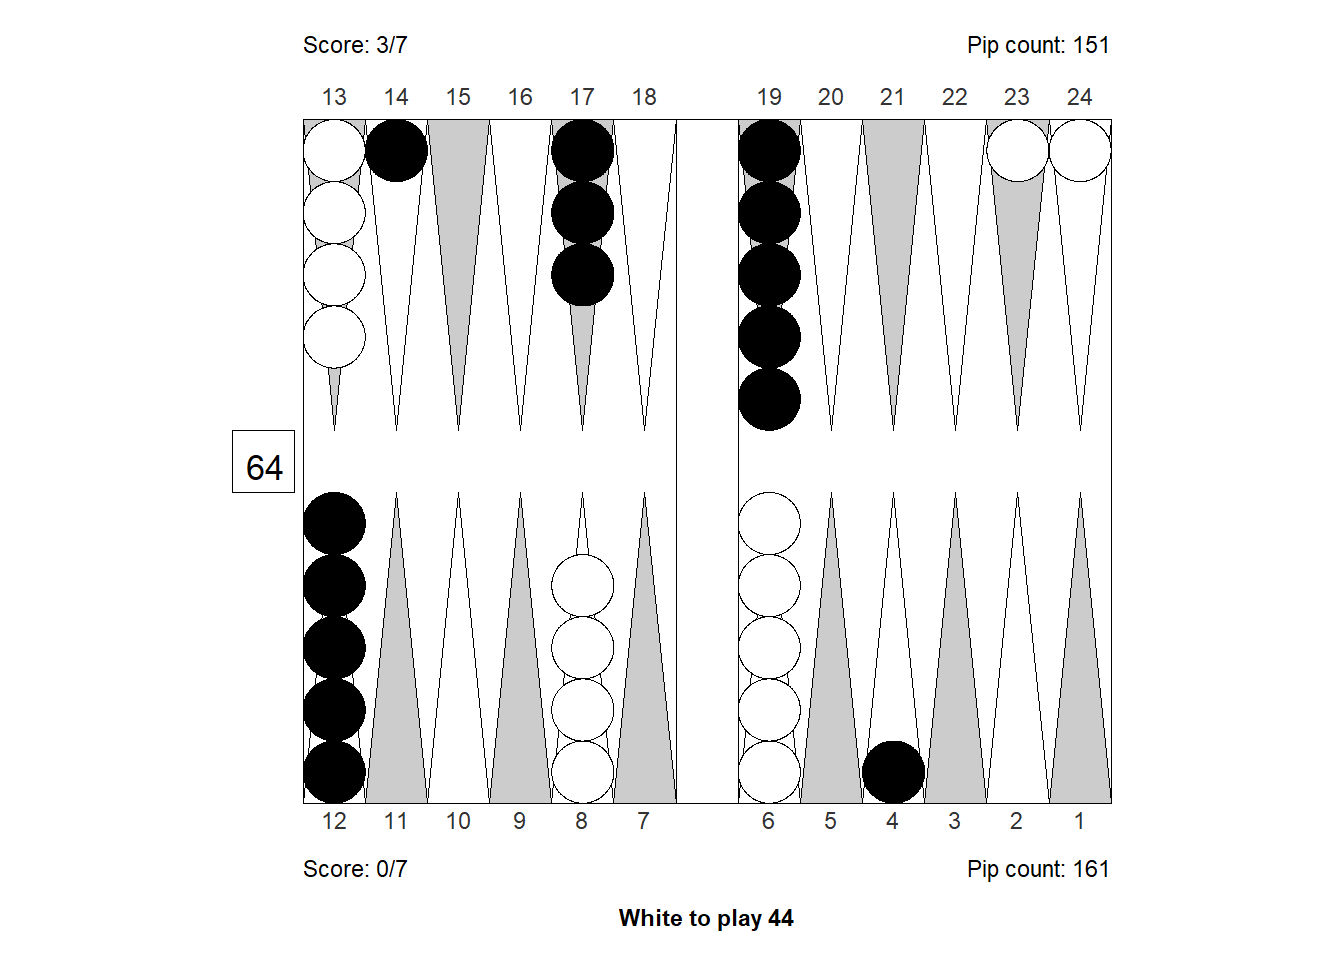 Score: 3/7 Pip count: 151
13 14 15 16 17 18 19 20 21 22 23 24
64
12 11 10 9 8 7 6 5 4 3 2 1
Score: 0/7 Pip count: 161
White to play 44